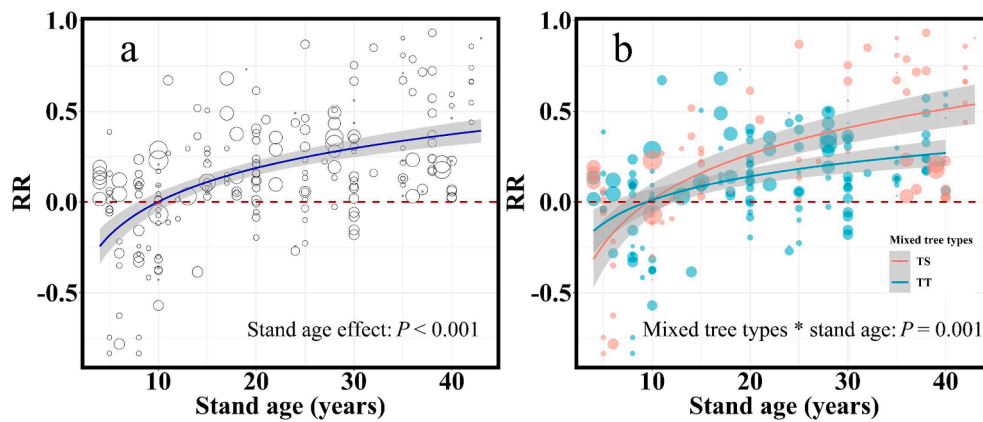 a
RR
1.0
0.5
0.0
-0.5
10
20
30
40
Stand age (years)
Stand age effect: P < 0.001
b
RR
1.0
0.5
0.0
-0.5
10
20
30
40
Stand age (years)
Mixed tree types
TS
TT
Mixed tree types * stand age: P = 0.001